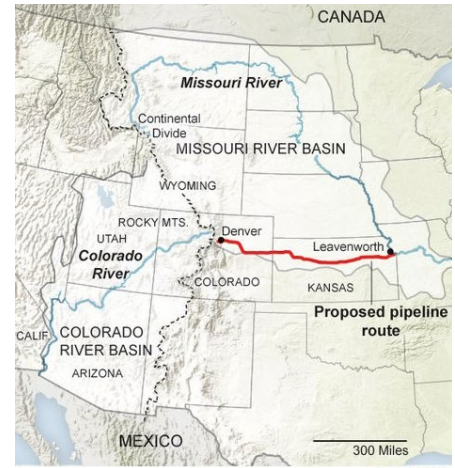 CANADA
Missouri River
Continental
Divide
MISSOURI RIVER BASIN
WYOMING
ROCKY MTS.
Denver
UTAH
Leavenworth
Colorado
River
COLORADO
KANSAS
Proposed pipeline
route
CALIF.
COLORADO
RIVER BASIN
ARIZONA
MEXICO
300 Miles